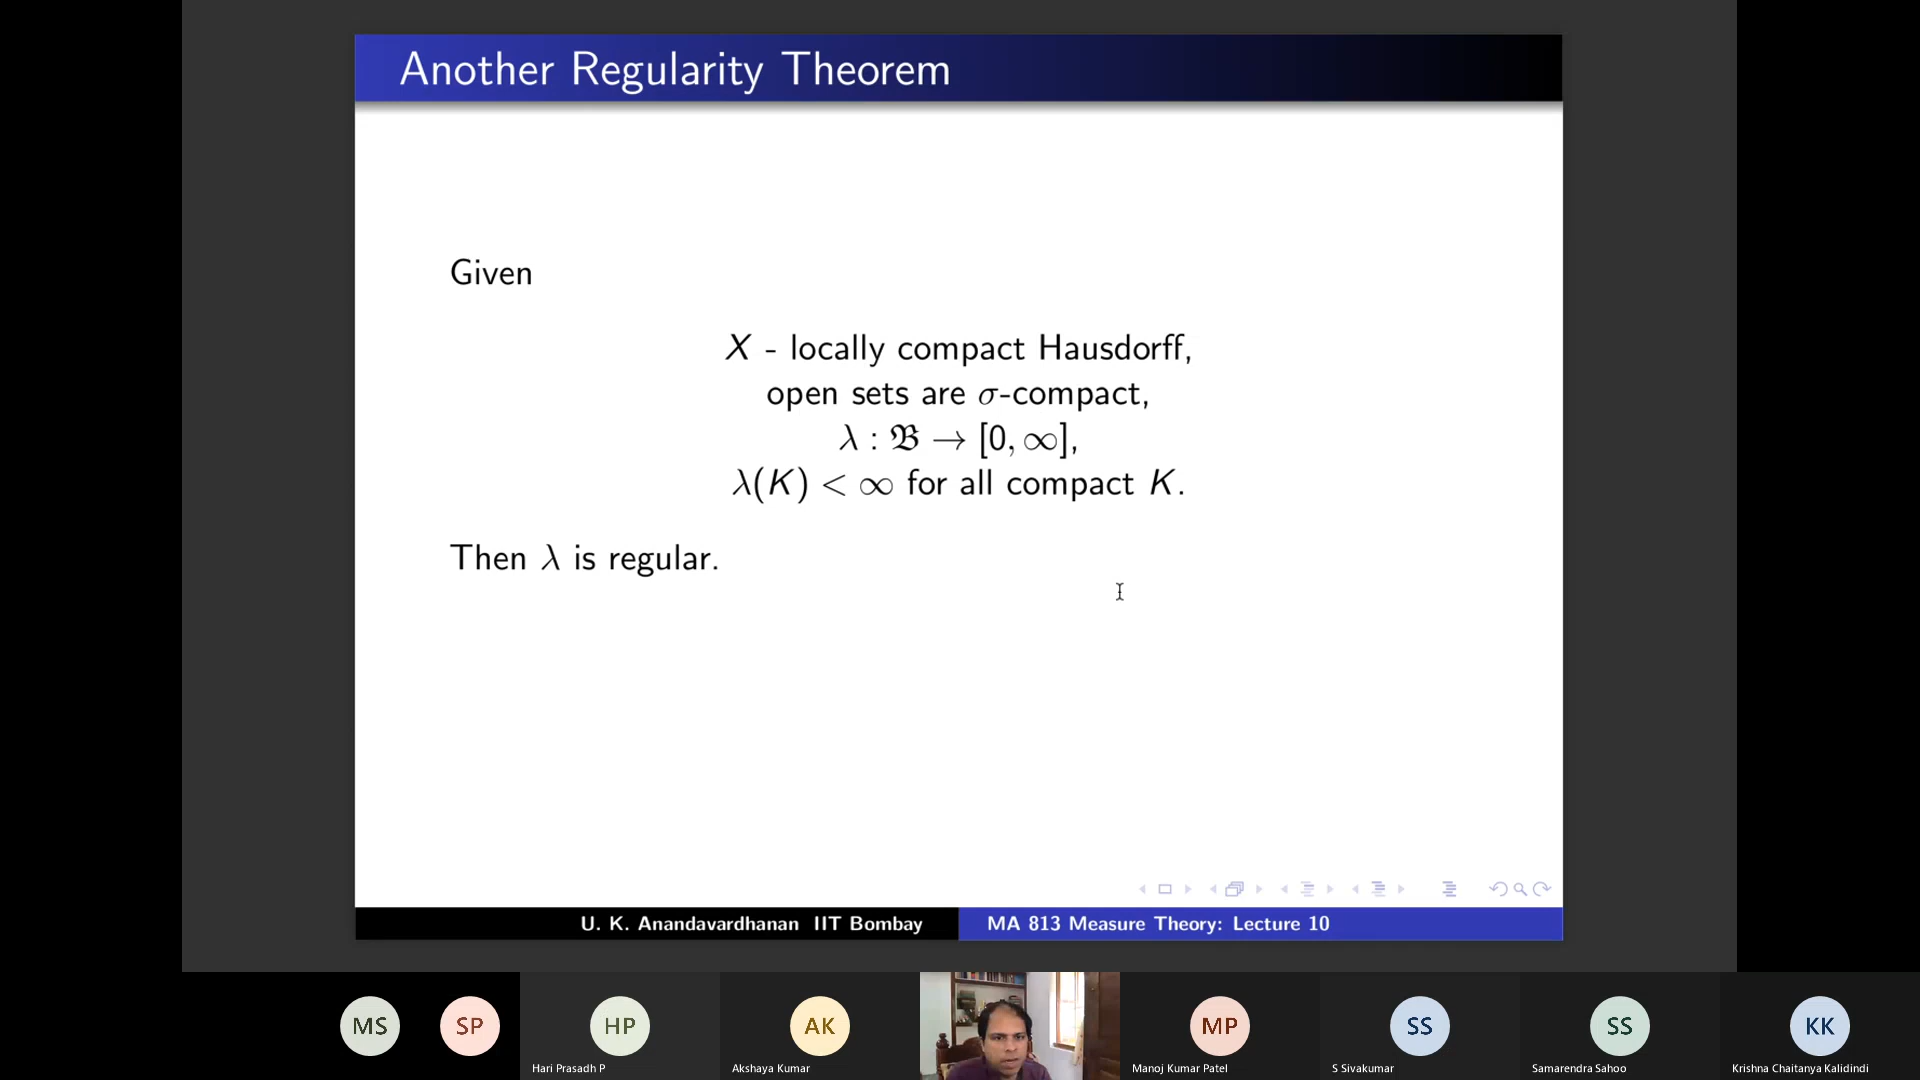 Another Regularity Theorem
Given
X - locally compact Hausdorff,
open sets are σ-compact,
λ : 𝔅 → [0, ∞],
λ(K) < ∞ for all compact K.
Then λ is regular.
U. K. Anandavardhanan IIT Bombay
MA 813 Measure Theory: Lecture 10
MS
SP
HP
AK
MP
SS
SS
KK
Hari Prasadh P
Akshaya Kumar
Manoj Kumar Patel
S Sivakumar
Samarendra Sahoo
Krishna Chaitanya Kalidindi